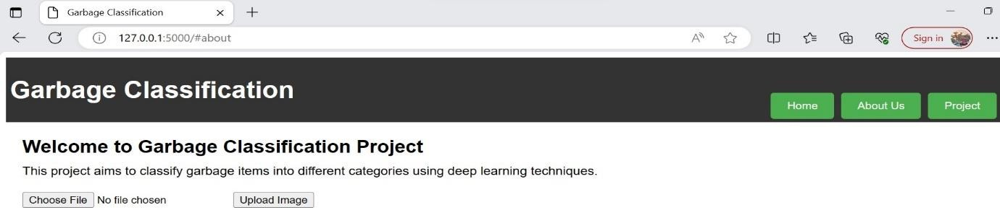 Garbage Classification
127.0.0.1:5000/#about
Sign in
Garbage Classification
Home About Us Project
Welcome to Garbage Classification Project
This project aims to classify garbage items into different categories using deep learning techniques.
Choose File No file chosen Upload Image